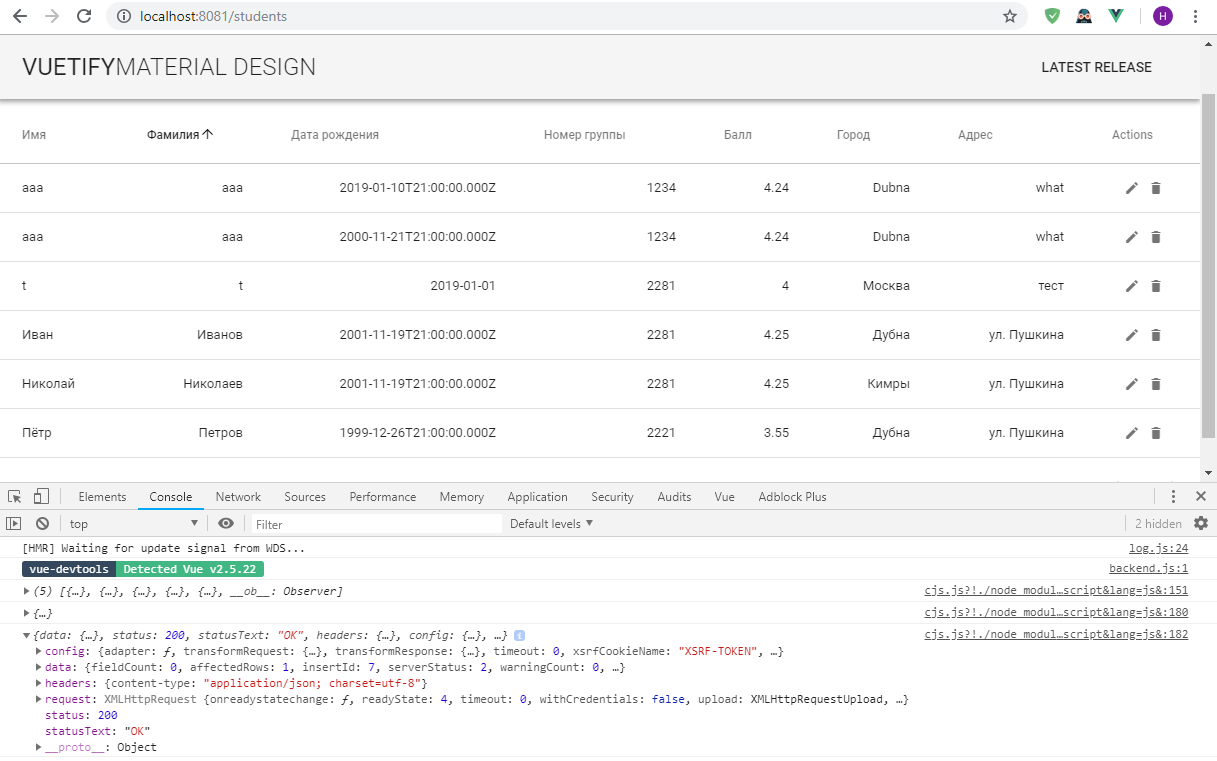 localhost:8081/students
H
VUETIFYMATERIAL DESIGN LATEST RELEASE
Имя Фамилия Дата рождения Номер группы Балл Город Адрес Actions
aaa aaa 2019-01-10T21:00:00.000Z 1234 4.24 Dubna what
aaa aaa 2000-11-21T21:00:00.000Z 1234 4.24 Dubna what
t t 2019-01-01 2281 4 Москва тест
Иван Иванов 2001-11-19T21:00:00.000Z 2281 4.25 Дубна ул. Пушкина
Николай Николаев 2001-11-19T21:00:00.000Z 2281 4.25 Кимры ул. Пушкина
Пётр Петров 1999-12-26T21:00:00.000Z 2221 3.55 Дубна ул. Пушкина
Elements Console Network Sources Performance Memory Application Security Audits Vue Adblock Plus
top Filter Default levels 2 hidden
[HMR] Waiting for update signal from WDS... log.js:24
vue-devtools Detected Vue v2.5.22 backend.js:1
(5) [{…}, {…}, {…}, {…}, {…}, __ob__: Observer] cjs.js?!./node_modul…script&lang=js&:151
{…} cjs.js?!./node_modul…script&lang=js&:180
{data: {…}, status: 200, statusText: "OK", headers: {…}, config: {…}, …} i cjs.js?!./node_modul…script&lang=js&:182
config: {adapter: ƒ, transformRequest: {…}, transformResponse: {…}, timeout: 0, xsrfCookieName: "XSRF-TOKEN", …}
data: {fieldCount: 0, affectedRows: 1, insertId: 7, serverStatus: 2, warningCount: 0, …}
headers: {content-type: "application/json; charset=utf-8"}
request: XMLHttpRequest {onreadystatechange: ƒ, readyState: 4, timeout: 0, withCredentials: false, upload: XMLHttpRequestUpload, …}
status: 200
statusText: "OK"
__proto__: Object